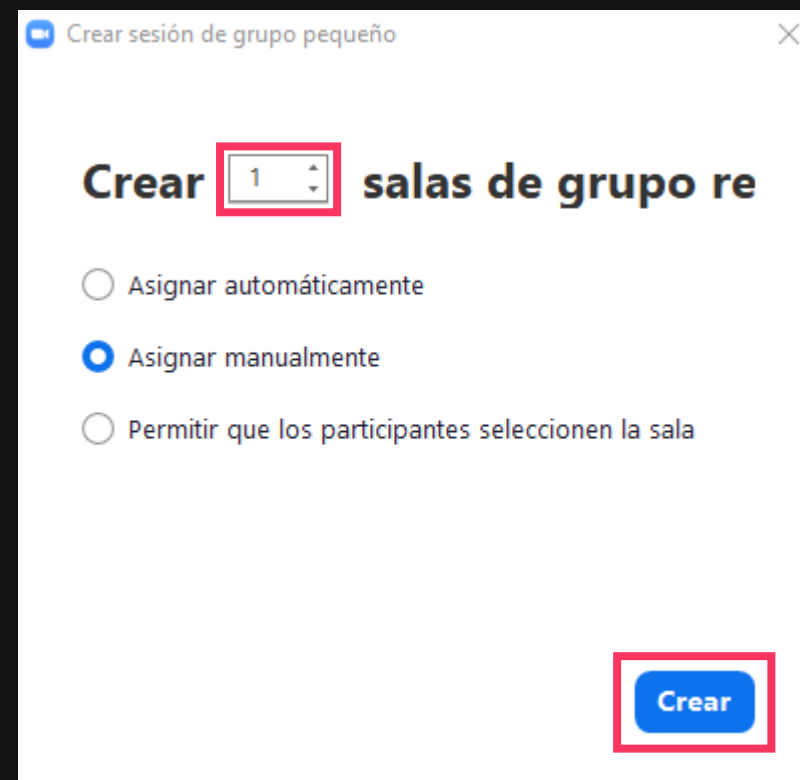 Crear sesión de grupo pequeño
Crear 1 salas de grupo re
Asignar automáticamente
Asignar manualmente
Permitir que los participantes seleccionen la sala
Crear